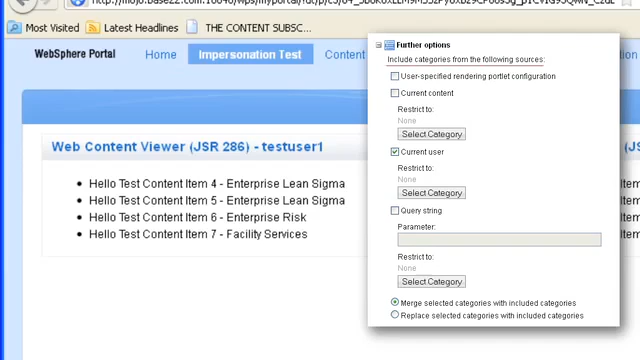 Most Visited Latest Headlines THE CONTENT SUBSC...
WebSphere Portal Home Impersonation Test Content
Web Content Viewer (JSR 286) - testuser1
Hello Test Content Item 4 - Enterprise Lean Sigma
Hello Test Content Item 5 - Enterprise Lean Sigma
Hello Test Content Item 6 - Enterprise Risk
Hello Test Content Item 7 - Facility Services
Further options
Include categories from the following sources:
User-specified rendering portlet configuration
Current content
Restrict to:
None
Select Category
Current user
Restrict to:
None
Select Category
Query string
Parameter:
Restrict to:
None
Select Category
Merge selected categories with included categories
Replace selected categories with included categories